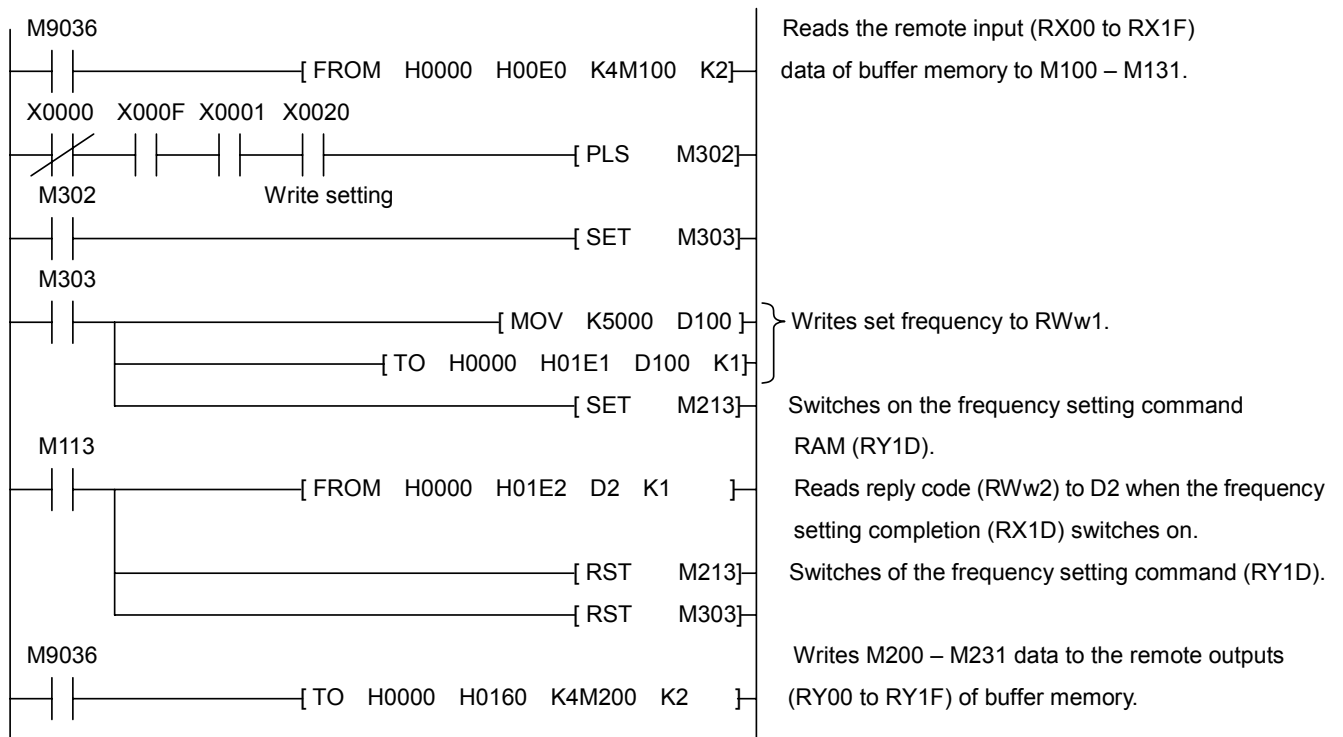 M9036
Reads the remote input (RX00 to RX1F)
[ FROM H0000 H00E0 K4M100 K2]
data of buffer memory to M100 – M131.
X0000 X000F X0001 X0020
[ PLS M302]
M302 Write setting
[ SET M303]
M303
[ MOV K5000 D100 ]
Writes set frequency to RWw1.
[ TO H0000 H01E1 D100 K1]
[ SET M213]
Switches on the frequency setting command
M113
RAM (RY1D).
[ FROM H0000 H01E2 D2 K1 ]
Reads reply code (RWw2) to D2 when the frequency
setting completion (RX1D) switches on.
[ RST M213]
Switches of the frequency setting command (RY1D).
[ RST M303]
M9036
Writes M200 – M231 data to the remote outputs
[ TO H0000 H0160 K4M200 K2 ]
(RY00 to RY1F) of buffer memory.